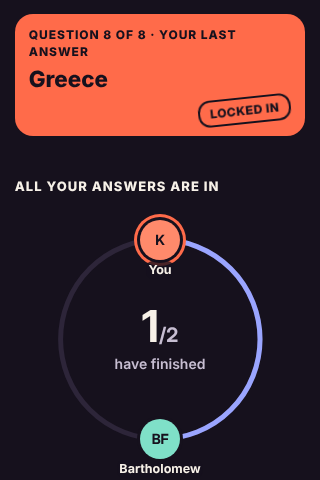 QUESTION 8 OF 8 · YOUR LAST
ANSWER
Greece
LOCKED IN
ALL YOUR ANSWERS ARE IN
K
You
1/2
have finished
BF
Bartholomew